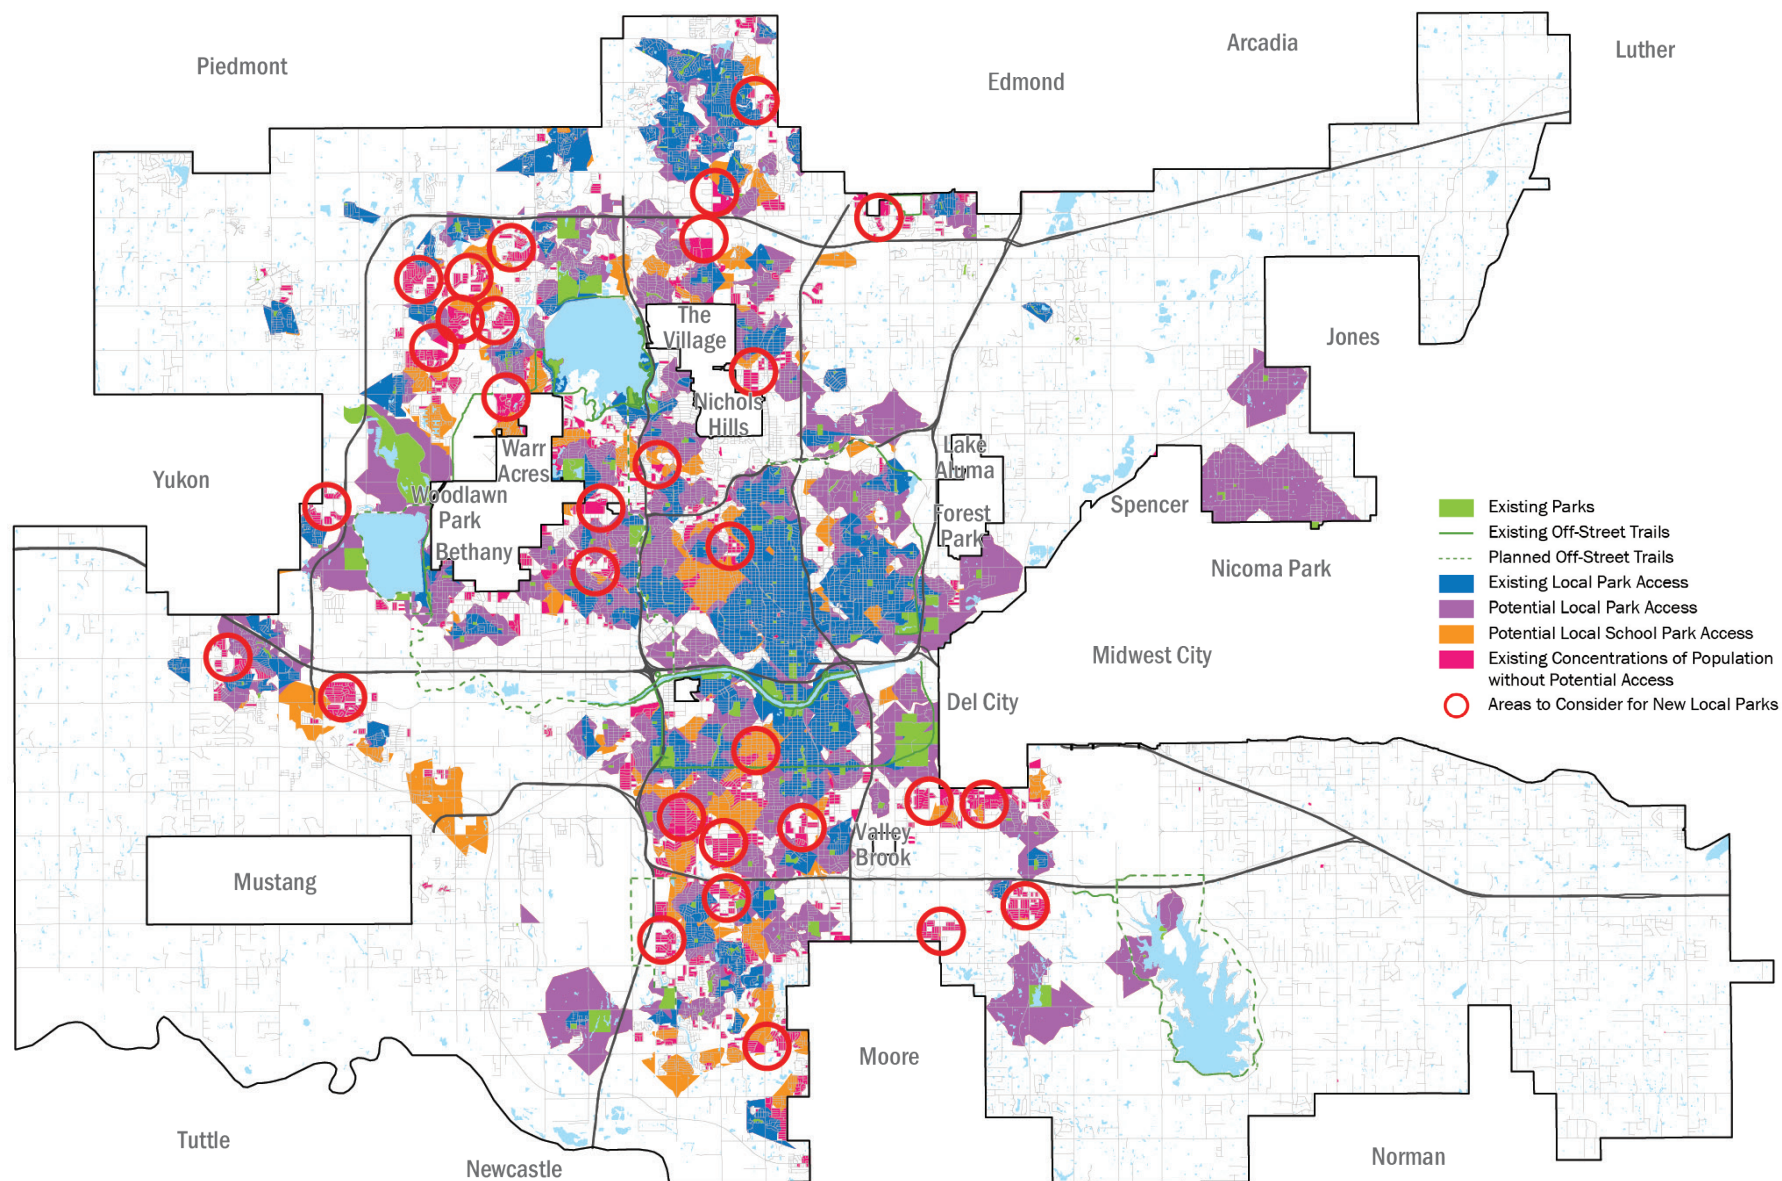 Piedmont
Edmond
Arcadia
Luther
The
Village
Nichols
Hills
Jones
Warr
Acres
Yukon
Woodlawn
Park
Bethany
Lake
Aluma
Forest
Park
Spencer
Nicoma Park
Midwest City
Del City
Existing Parks
Existing Off-Street Trails
Planned Off-Street Trails
Existing Local Park Access
Potential Local Park Access
Potential Local School Park Access
Existing Concentrations of Population
without Potential Access
Areas to Consider for New Local Parks
Valley
Brook
Mustang
Moore
Tuttle
Newcastle
Norman